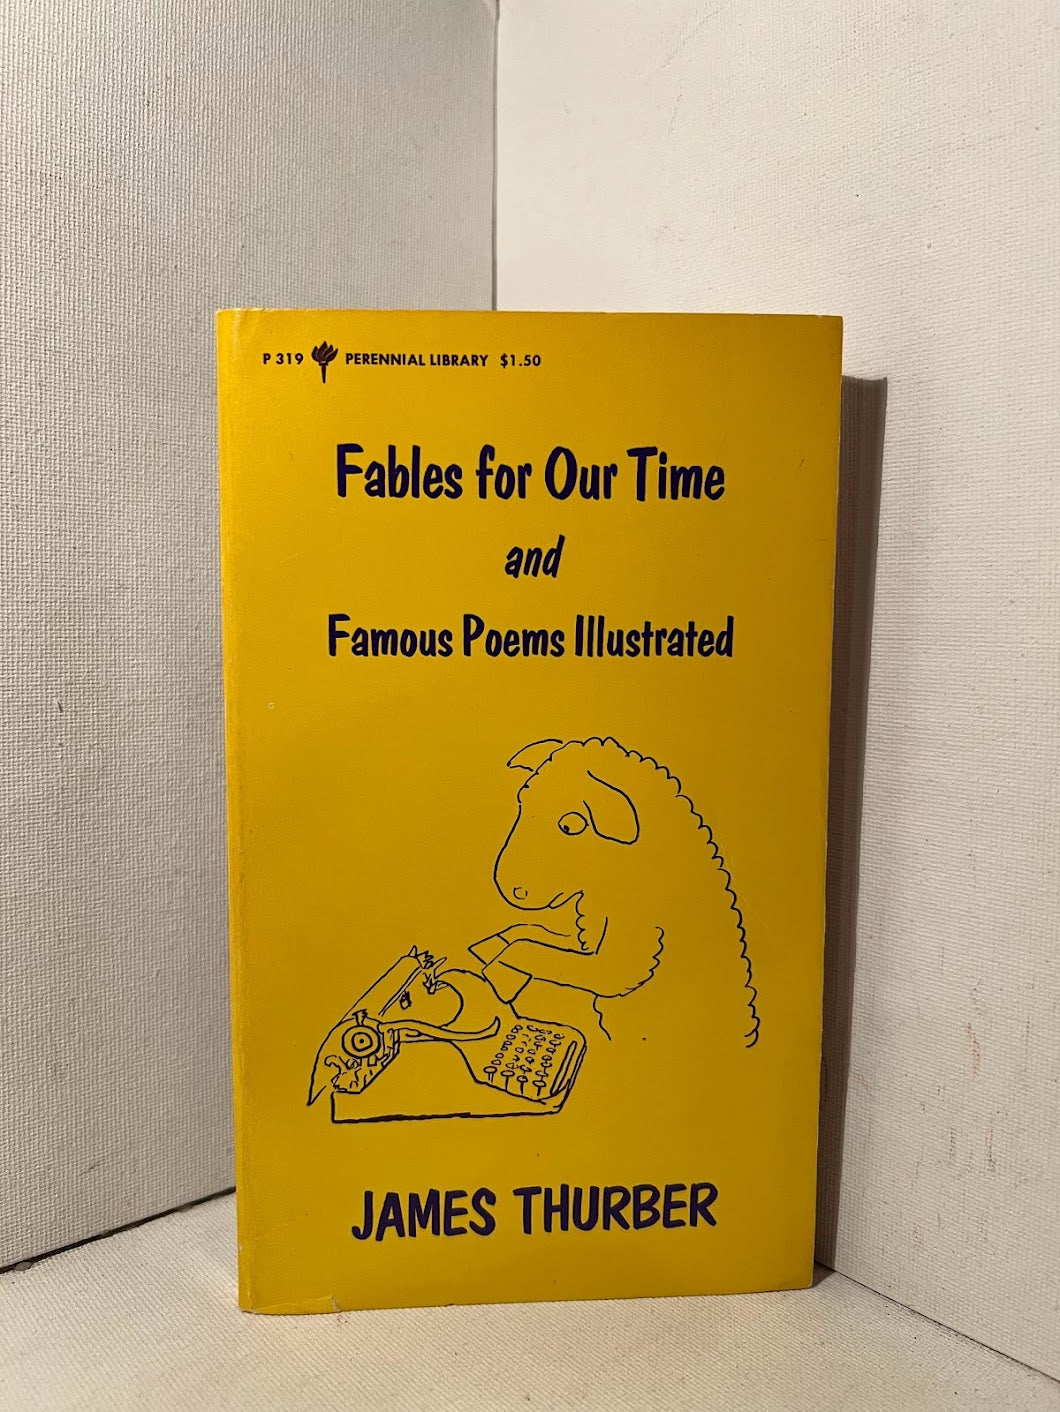 P 319 PERENNIAL LIBRARY $1.50
Fables for Our Time
and
Famous Poems Illustrated
JAMES THURBER